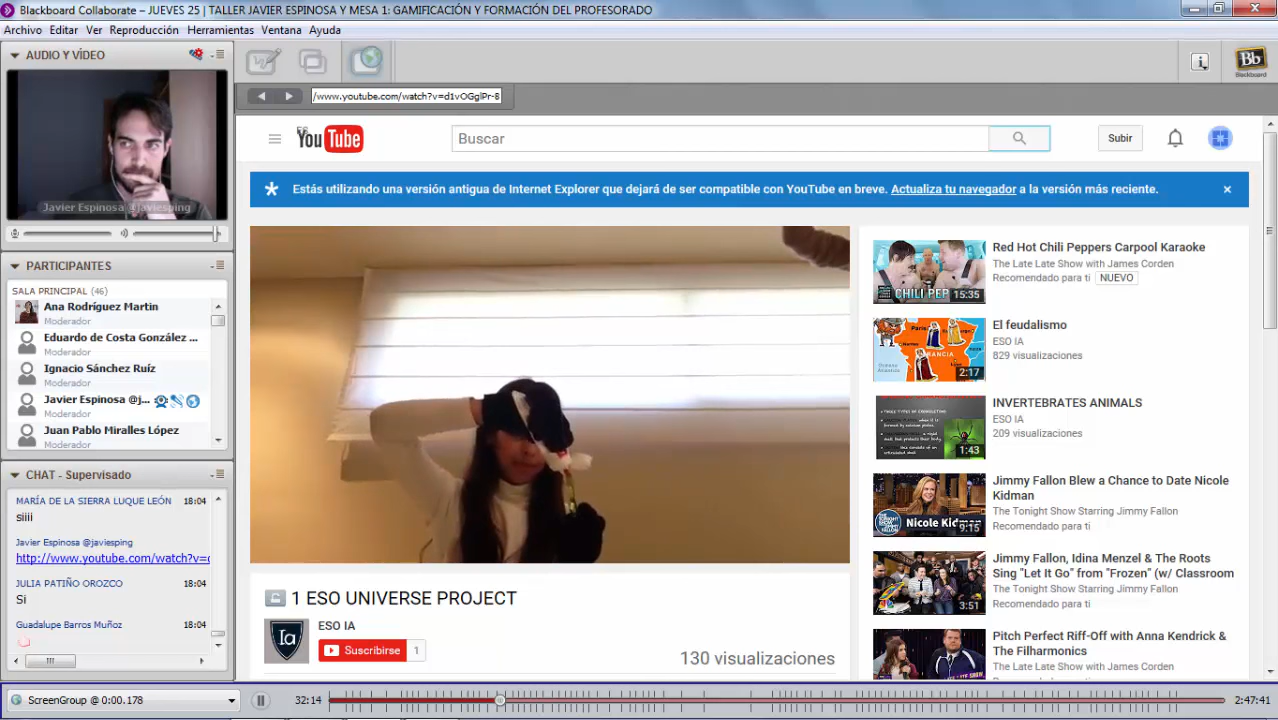 Blackboard Collaborate – JUEVES 25 | TALLER JAVIER ESPINOSA Y MESA 1: GAMIFICACIÓN Y FORMACIÓN DEL PROFESORADO
Archivo Editar Ver Reproducción Herramientas Ventana Ayuda
AUDIO Y VÍDEO
Javier Espinosa @javiesping
PARTICIPANTES
SALA PRINCIPAL (46)
Ana Rodríguez Martin
Moderador
Eduardo de Costa González ...
Moderador
Ignacio Sánchez Ruíz
Moderador
Javier Espinosa @j...
Moderador
Juan Pablo Miralles López
Moderador
CHAT - Supervisado
MARÍA DE LA SIERRA LUQUE LEÓN 18:04
siiii
Javier Espinosa @javiesping
http://www.youtube.com/watch?v=
JULIA PATIÑO OROZCO 18:04
Si
Guadalupe Barros Muñoz 18:04
ScreenGroup @ 0:00.178
32:14
2:47:41
Bb
Blackboard
/www.youtube.com/watch?v=d1vOGglPr-8
YouTube ES
Buscar
Subir
Estás utilizando una versión antigua de Internet Explorer que dejará de ser compatible con YouTube en breve. Actualiza tu navegador a la versión más reciente.
1 ESO UNIVERSE PROJECT
Ia
ESO IA
Suscribirse 1
130 visualizaciones
CHILI PEP
15:35
Red Hot Chili Peppers Carpool Karaoke
The Late Late Show with James Corden
Recomendado para ti NUEVO
2:17
El feudalismo
ESO IA
829 visualizaciones
1:43
INVERTEBRATES ANIMALS
ESO IA
209 visualizaciones
Nicole Kidman
9:15
Jimmy Fallon Blew a Chance to Date Nicole
Kidman
The Tonight Show Starring Jimmy Fallon
Recomendado para ti
3:51
Jimmy Fallon, Idina Menzel & The Roots
Sing "Let It Go" from "Frozen" (w/ Classroom
The Tonight Show Starring Jimmy Fallon
Recomendado para ti
Pitch Perfect Riff-Off with Anna Kendrick &
The Filharmonics
The Late Late Show with James Corden